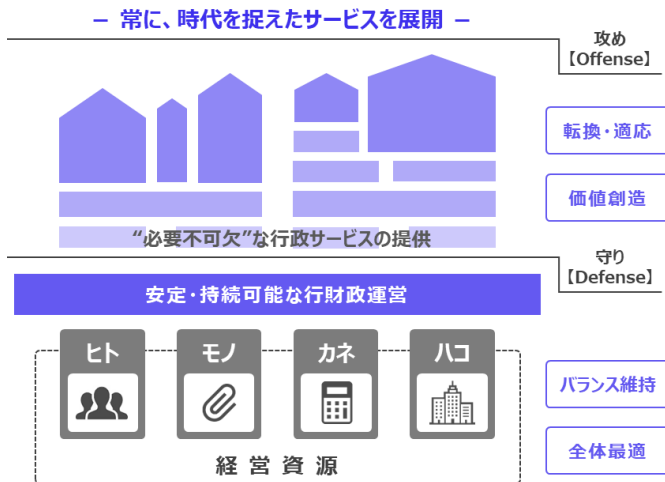 ― 常に、時代を捉えたサービスを展開 ―
攻め
【Offense】
転換・適応
価値創造
“必要不可欠”な行政サービスの提供
守り
【Defense】
安定・持続可能な行財政運営
ヒト
モノ
カネ
ハコ
バランス維持
全体最適
経営資源